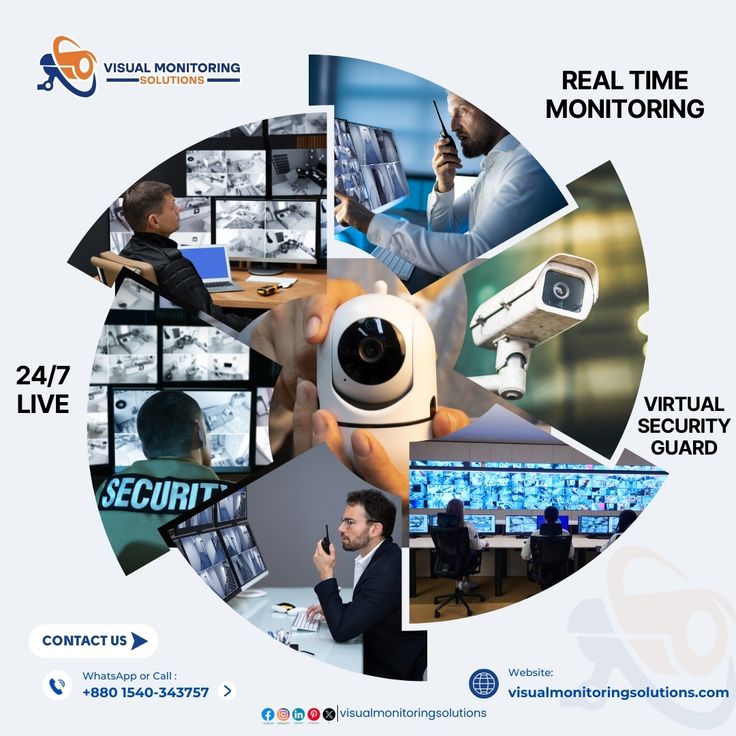 VISUAL MONITORING
SOLUTIONS
REAL TIME
MONITORING
24/7
LIVE
VIRTUAL
SECURITY
GUARD
SECURIT
CONTACT US
WhatsApp or Call :
+880 1540-343757
Website:
visualmonitoringsolutions.com
visualmonitoringsolutions